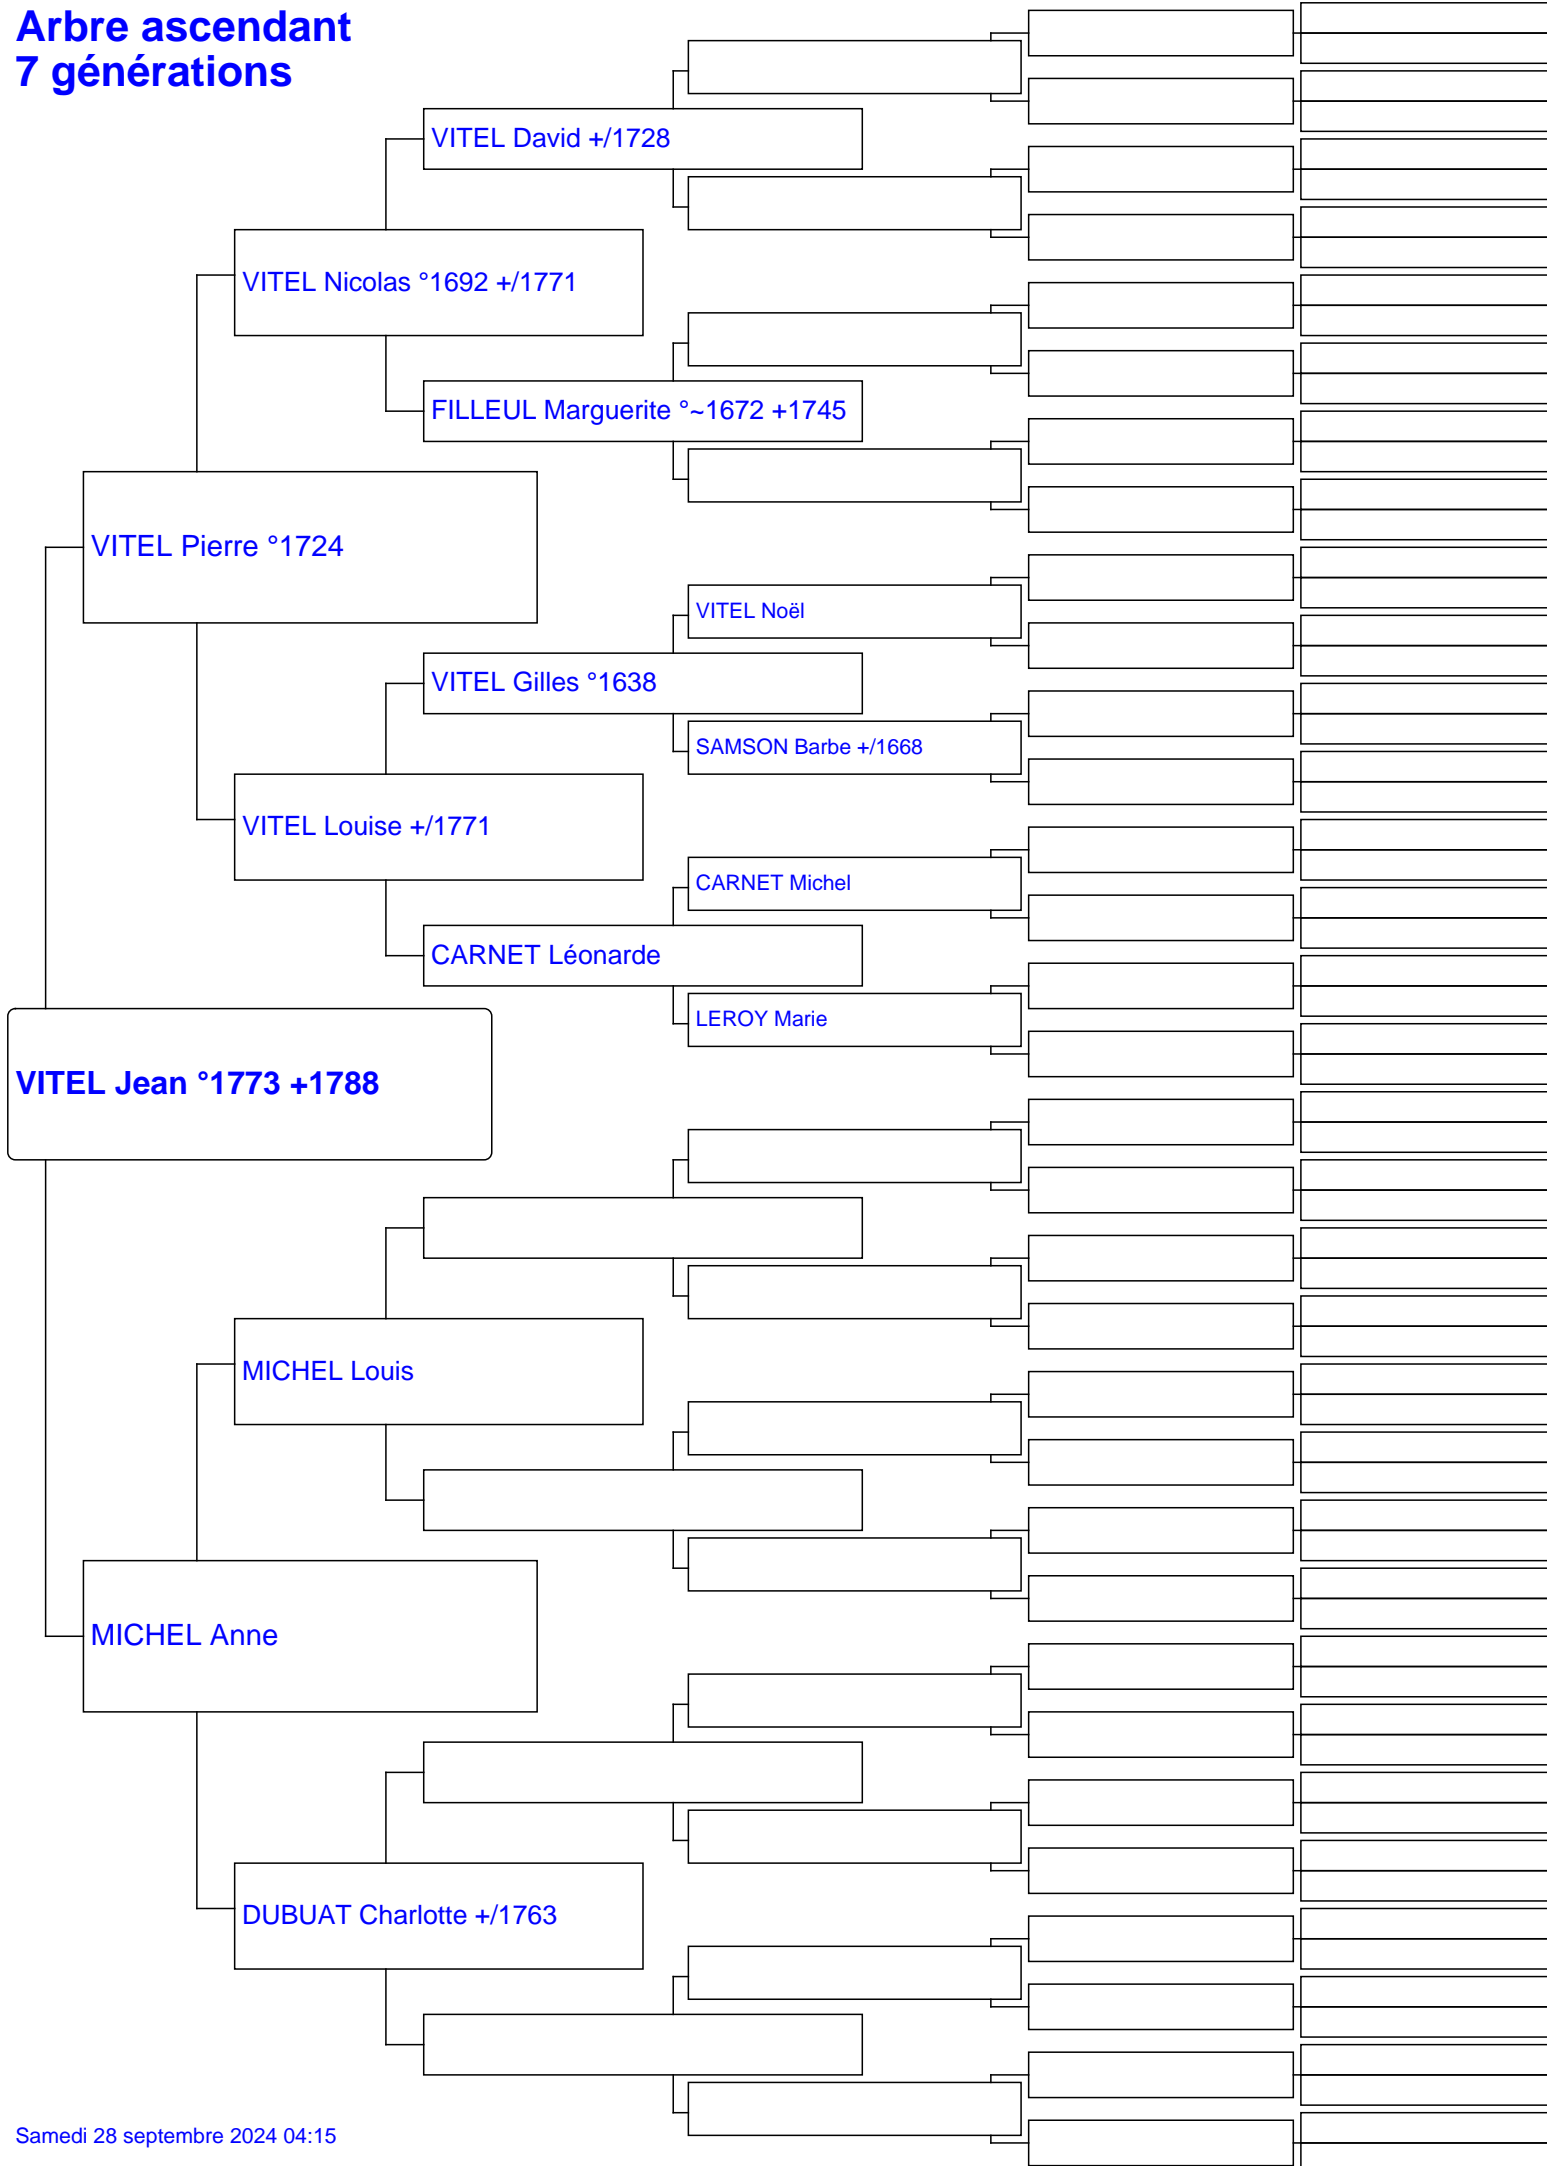 Arbre ascendant
7 générations
VITEL David +/1728
VITEL Nicolas °1692 +/1771
FILLEUL Marguerite °~1672 +1745
VITEL Pierre °1724
VITEL Noël
VITEL Gilles °1638
SAMSON Barbe +/1668
VITEL Louise +/1771
CARNET Michel
CARNET Léonarde
LEROY Marie
VITEL Jean °1773 +1788
MICHEL Louis
MICHEL Anne
DUBUAT Charlotte +/1763
Samedi 28 septembre 2024 04:15